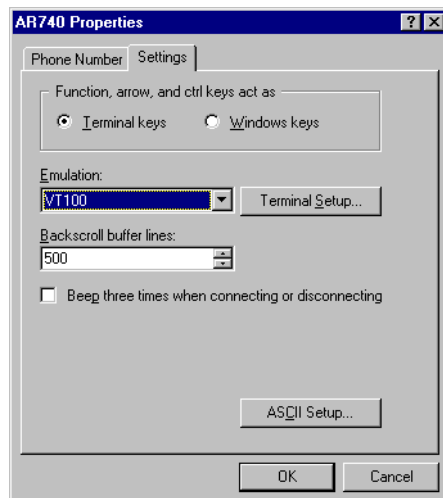 AR740 Properties
Phone Number Settings
Function, arrow, and ctrl keys act as
Terminal keys Windows keys
Emulation:
VT100 Terminal Setup...
Backscroll buffer lines:
500
Beep three times when connecting or disconnecting
ASCII Setup...
OK Cancel